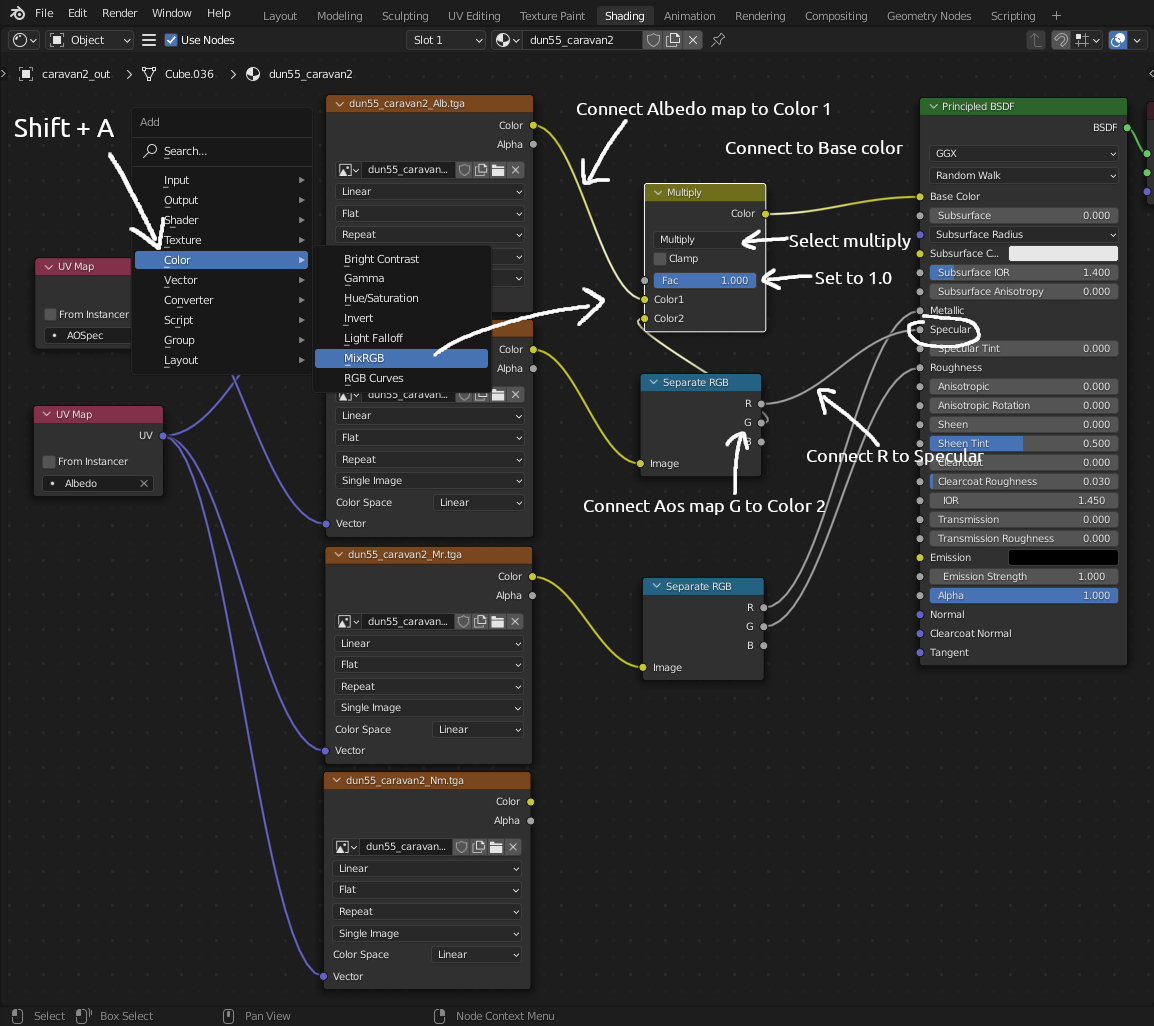 File Edit Render Window Help Layout Modeling Sculpting UV Editing Texture Paint Shading Animation Rendering Compositing Geometry Nodes Scripting +
Object Use Nodes Slot 1 dun55_caravan2
caravan2_out > Cube.036 > dun55_caravan2
Shift + A
Add
Search...
Input
Output
Shader
Texture
Color
Vector
Converter
Script
Group
Layout
Bright Contrast
Gamma
Hue/Saturation
Invert
Light Falloff
MixRGB
RGB Curves
UV Map
From Instancer
AOSpec
UV Map
UV
From Instancer
Albedo
dun55_caravan2_Alb.tga
Color
Alpha
dun55_caravan...
Linear
Flat
Repeat
Color
Alpha
dun55_caravan...
Linear
Flat
Repeat
Single Image
Color Space Linear
Vector
dun55_caravan2_Mr.tga
Color
Alpha
dun55_caravan...
Linear
Flat
Repeat
Single Image
Color Space Linear
Vector
dun55_caravan2_Nm.tga
Color
Alpha
dun55_caravan...
Linear
Flat
Repeat
Single Image
Color Space Linear
Vector
Connect Albedo map to Color 1
Connect to Base color
Multiply
Color
Multiply
Clamp
Fac 1.000
Color1
Color2
Select multiply
Set to 1.0
Separate RGB
R
G
B
Image
Connect R to Specular
Connect Aos map G to Color 2
Separate RGB
R
G
B
Image
Principled BSDF
BSDF
GGX
Random Walk
Base Color
Subsurface 0.000
Subsurface Radius
Subsurface C...
Subsurface IOR 1.400
Subsurface Anisotropy 0.000
Metallic
Specular
Specular Tint 0.000
Roughness
Anisotropic 0.000
Anisotropic Rotation 0.000
Sheen 0.000
Sheen Tint 0.500
Clearcoat 0.000
Clearcoat Roughness 0.030
IOR 1.450
Transmission 0.000
Transmission Roughness 0.000
Emission
Emission Strength 1.000
Alpha 1.000
Normal
Clearcoat Normal
Tangent
Select Box Select Pan View Node Context Menu